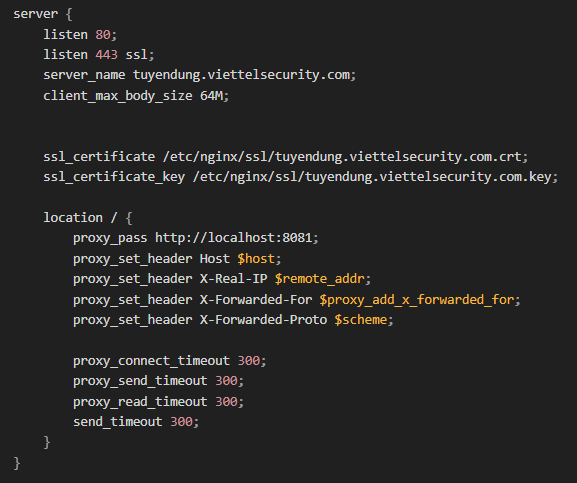 server {
    listen 80;
    listen 443 ssl;
    server_name tuyendung.viettelsecurity.com;
    client_max_body_size 64M;
    ssl_certificate /etc/nginx/ssl/tuyendung.viettelsecurity.com.crt;
    ssl_certificate_key /etc/nginx/ssl/tuyendung.viettelsecurity.com.key;
    location / {
        proxy_pass http://localhost:8081;
        proxy_set_header Host $host;
        proxy_set_header X-Real-IP $remote_addr;
        proxy_set_header X-Forwarded-For $proxy_add_x_forwarded_for;
        proxy_set_header X-Forwarded-Proto $scheme;
        proxy_connect_timeout 300;
        proxy_send_timeout 300;
        proxy_read_timeout 300;
        send_timeout 300;
    }
}